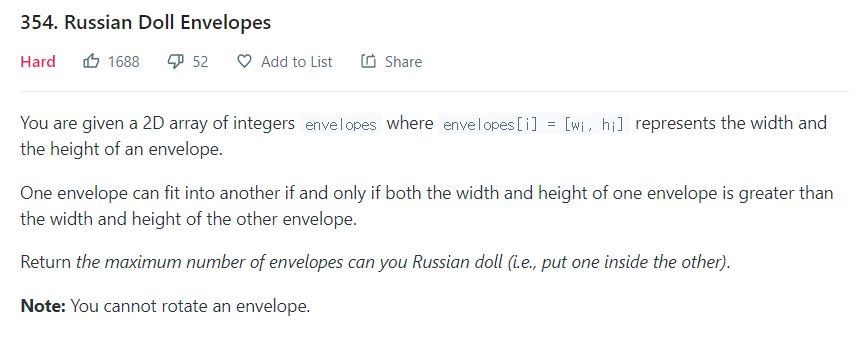 354. Russian Doll Envelopes
Hard 1688 52 Add to List Share
You are given a 2D array of integers envelopes where envelopes[i] = [wi, hi] represents the width and
the height of an envelope.
One envelope can fit into another if and only if both the width and height of one envelope is greater than
the width and height of the other envelope.
Return the maximum number of envelopes can you Russian doll (i.e., put one inside the other).
Note: You cannot rotate an envelope.